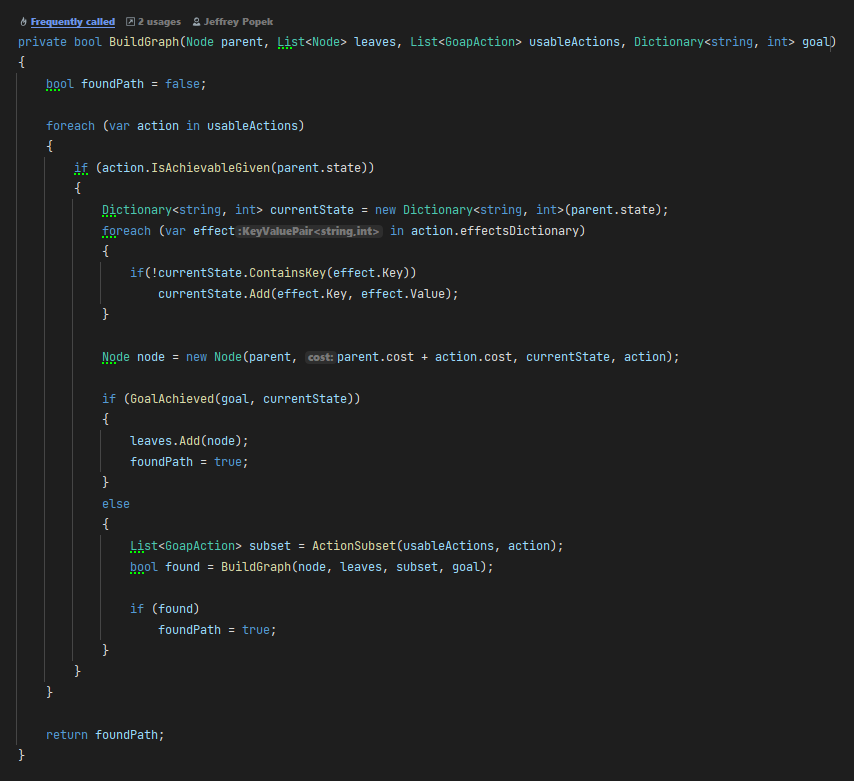 Frequently called 2 usages Jeffrey Popek
private bool BuildGraph(Node parent, List<Node> leaves, List<GoapAction> usableActions, Dictionary<string, int> goal)
{
    bool foundPath = false;

    foreach (var action in usableActions)
    {
        if (action.IsAchievableGiven(parent.state))
        {
            Dictionary<string, int> currentState = new Dictionary<string, int>(parent.state);
            foreach (var effect :KeyValuePair<string,int> in action.effectsDictionary)
            {
                if(!currentState.ContainsKey(effect.Key))
                    currentState.Add(effect.Key, effect.Value);
            }

            Node node = new Node(parent, cost: parent.cost + action.cost, currentState, action);

            if (GoalAchieved(goal, currentState))
            {
                leaves.Add(node);
                foundPath = true;
            }
            else
            {
                List<GoapAction> subset = ActionSubset(usableActions, action);
                bool found = BuildGraph(node, leaves, subset, goal);

                if (found)
                    foundPath = true;
            }
        }
    }

    return foundPath;
}